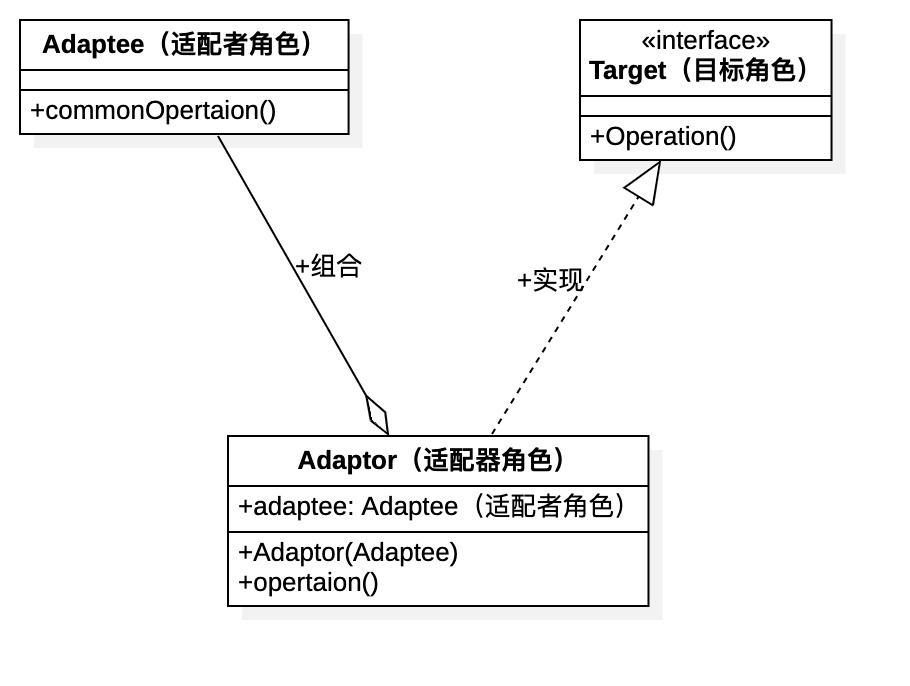 Adaptee（适配者角色）
+commonOpertaion()
«interface»
Target（目标角色）
+Operation()
+组合
+实现
Adaptor（适配器角色）
+adaptee: Adaptee（适配者角色）
+Adaptor(Adaptee)
+opertaion()